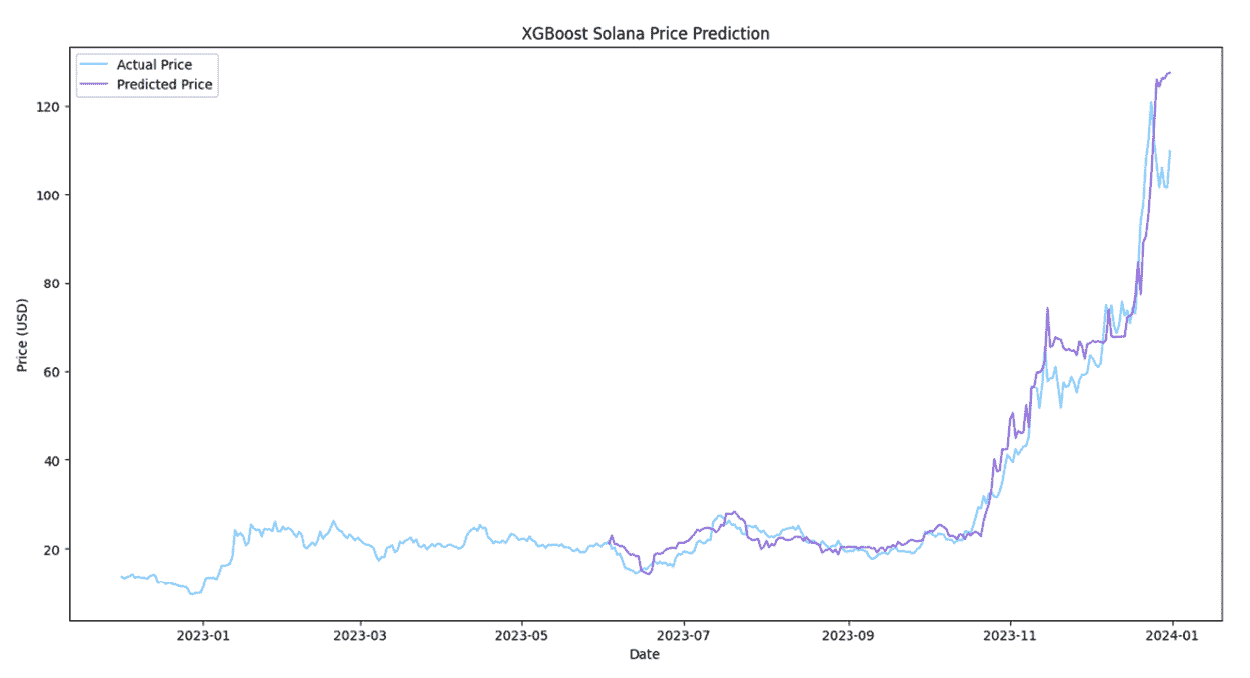 XGBoost Solana Price Prediction
Actual Price
Predicted Price
120
100
80
60
40
20
Price (USD)
2023-01 2023-03 2023-05 2023-07 2023-09 2023-11 2024-01
Date